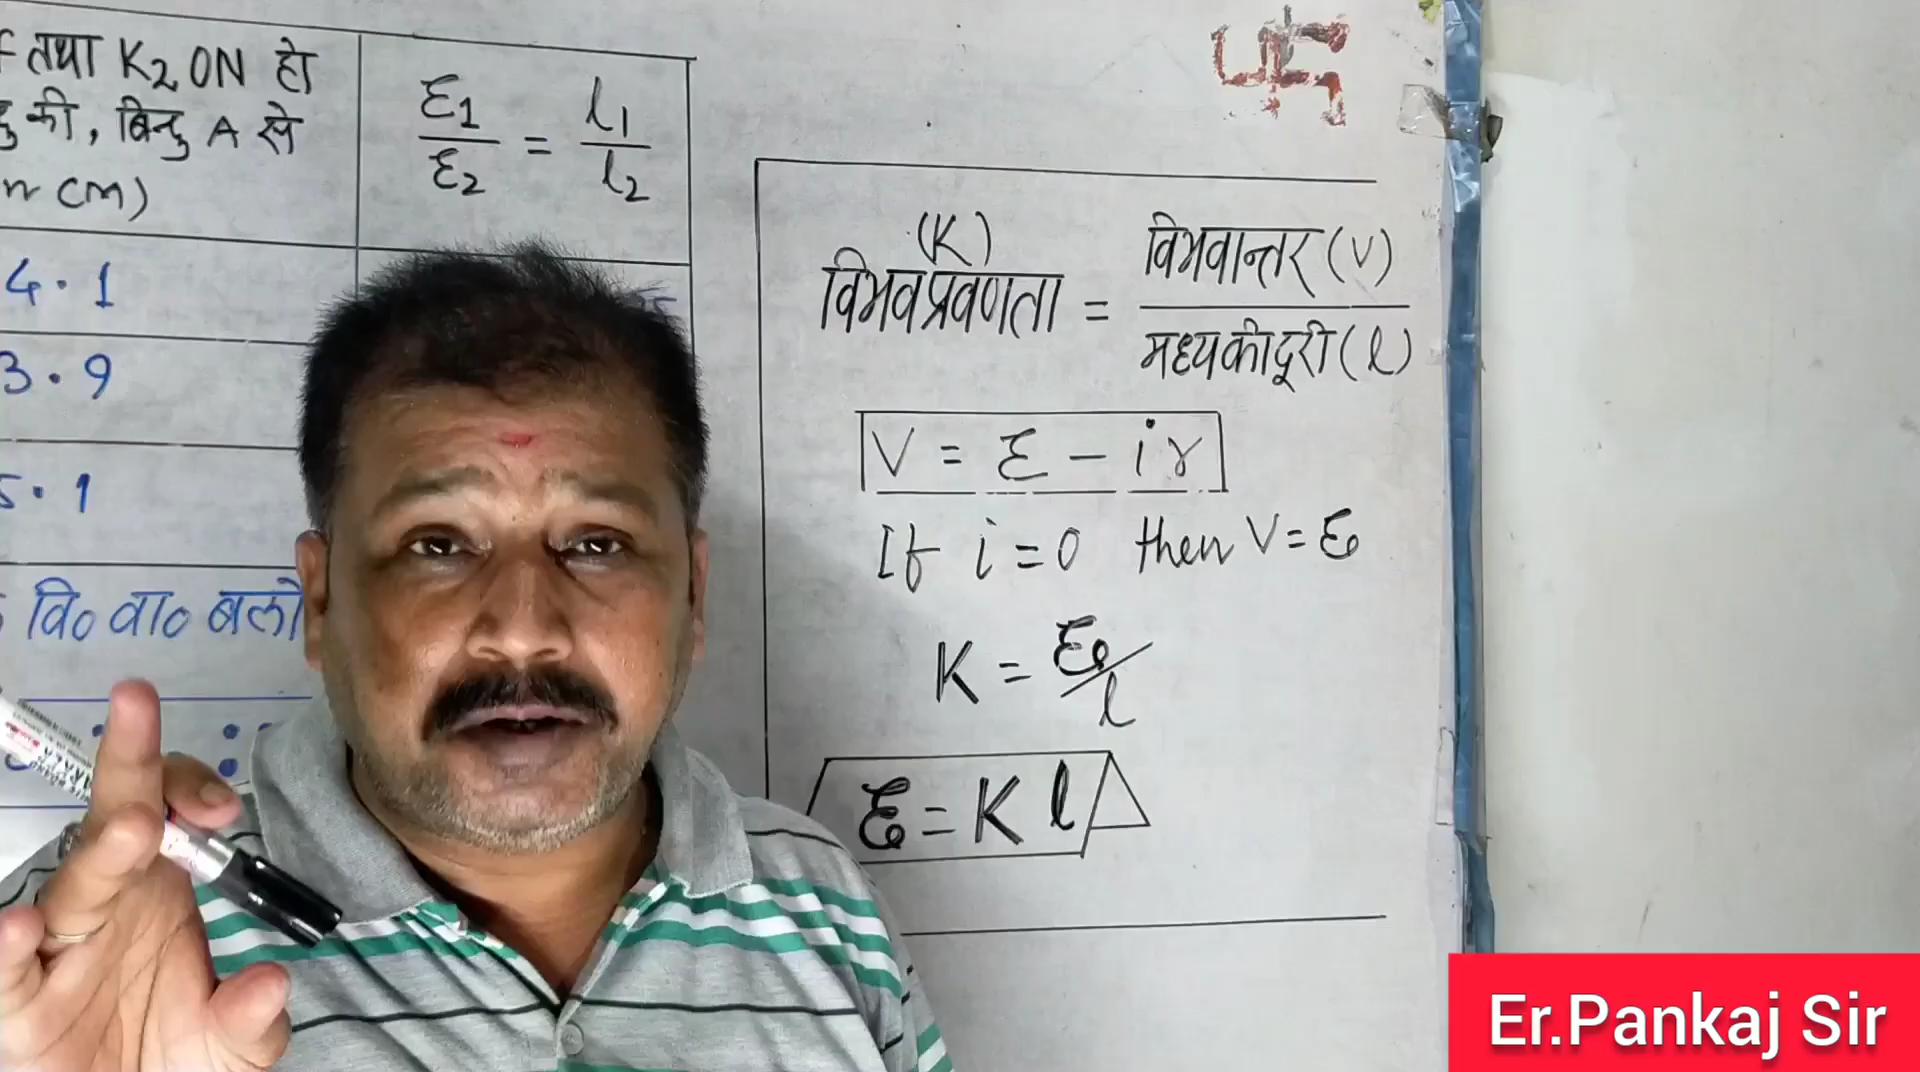 तथा K2 ON हो
की, बिन्दु A से
cm)
4.1
3.9
5.1
वि० वा० बलों
ε1/ε2 = l1/l2
(K)
विभवप्रवणता = विभवान्तर (V) / मध्य की दूरी (l)
V = ε - ir
If i = 0 then V = ε
K = ε/l
ε = K l
Er.Pankaj Sir